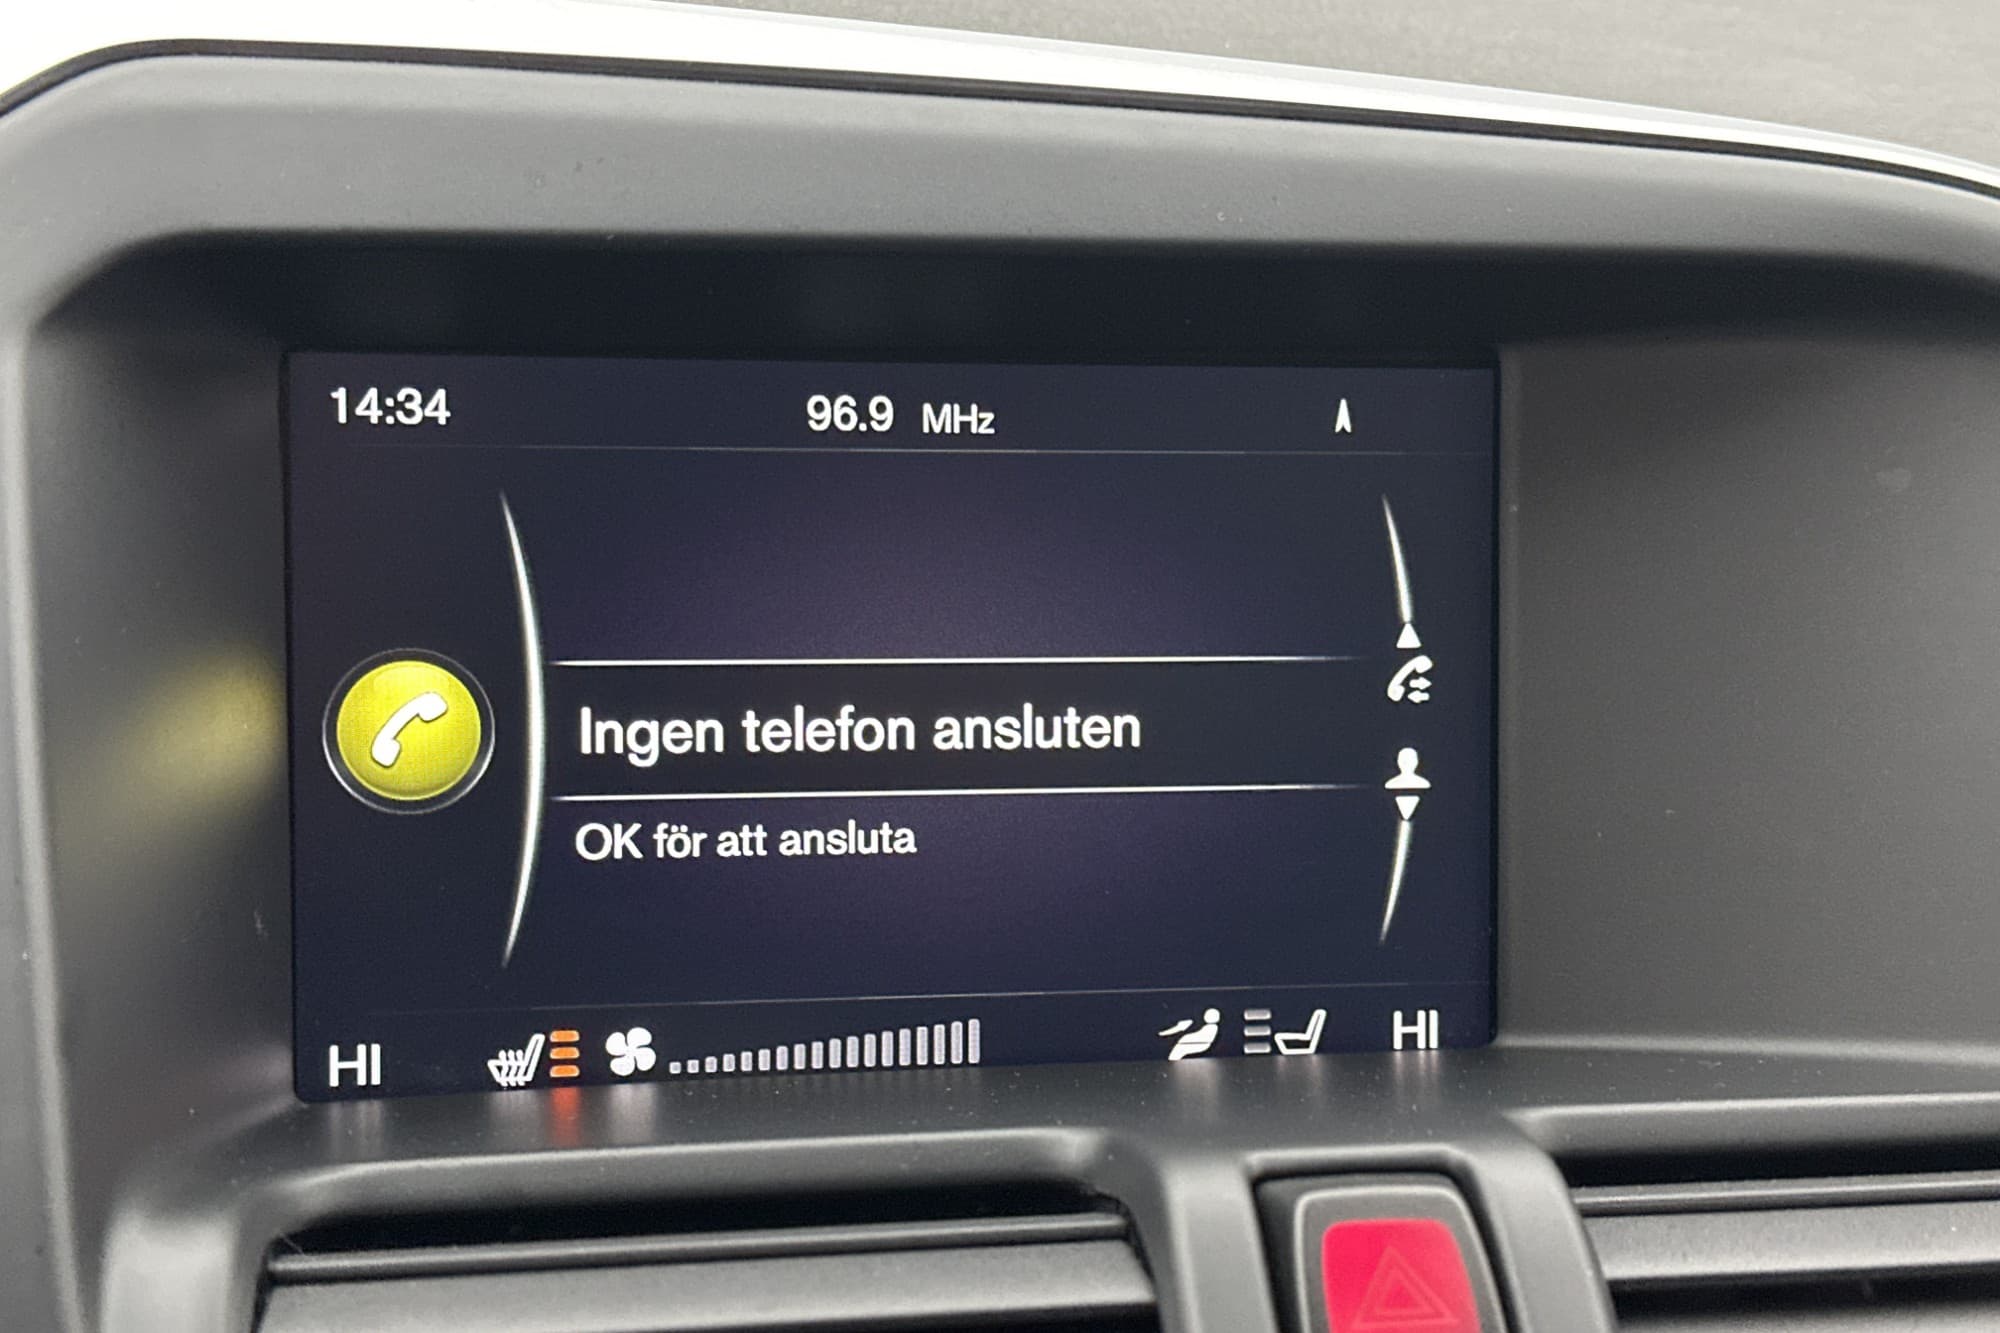 14:34 96.9 MHz
Ingen telefon ansluten
OK för att ansluta
HI HI